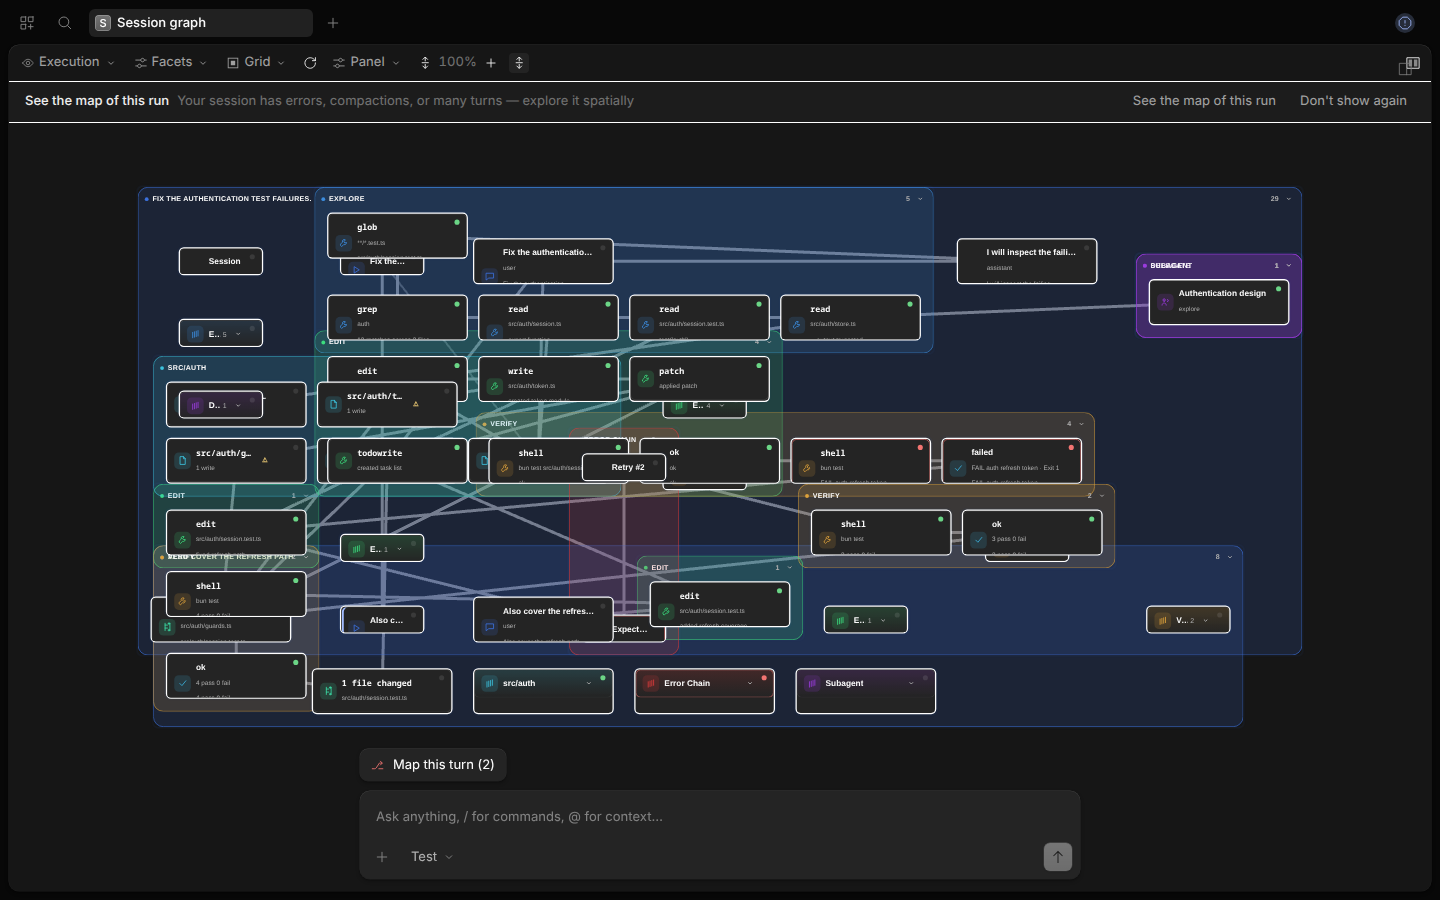 S Session graph
Execution
Facets
Grid
Panel
100%
See the map of this run
Your session has errors, compactions, or many turns — explore it spatially
See the map of this run
Don't show again
FIX THE AUTHENTICATION TEST FAILURES.
EXPLORE
5
29
glob
**/*.test.ts
Fix the...
Session
Fix the authenticatio...
user
I will inspect the faili...
assistant
1
Authentication design
explore
E.. 5
grep
auth
read
src/auth/session.ts
read
src/auth/session.test.ts
read
src/auth/store.ts
EDIT
4
SRC/AUTH
edit
write
src/auth/token.ts
patch
applied patch
D.. 1
src/auth/t...
1 write
E.. 4
VERIFY
4
src/auth/g...
1 write
todowrite
created task list
shell
bun test src/auth/sess
Retry #2
ok
ok
shell
bun test
failed
FAIL auth refresh token · Exit 1
EDIT
1
VERIFY
2
edit
src/auth/session.test.ts
E.. 1
shell
bun test
ok
3 pass 0 fail
COVER THE REFRESH PATH.
8
EDIT
1
shell
bun test
edit
src/auth/session.test.ts
src/auth/guards.ts
Also c...
Also cover the refres...
user
Expect...
E.. 1
V.. 2
ok
4 pass 0 fail
1 file changed
src/auth/session.test.ts
src/auth
Error Chain
Subagent
Map this turn (2)
Ask anything, / for commands, @ for context...
Test